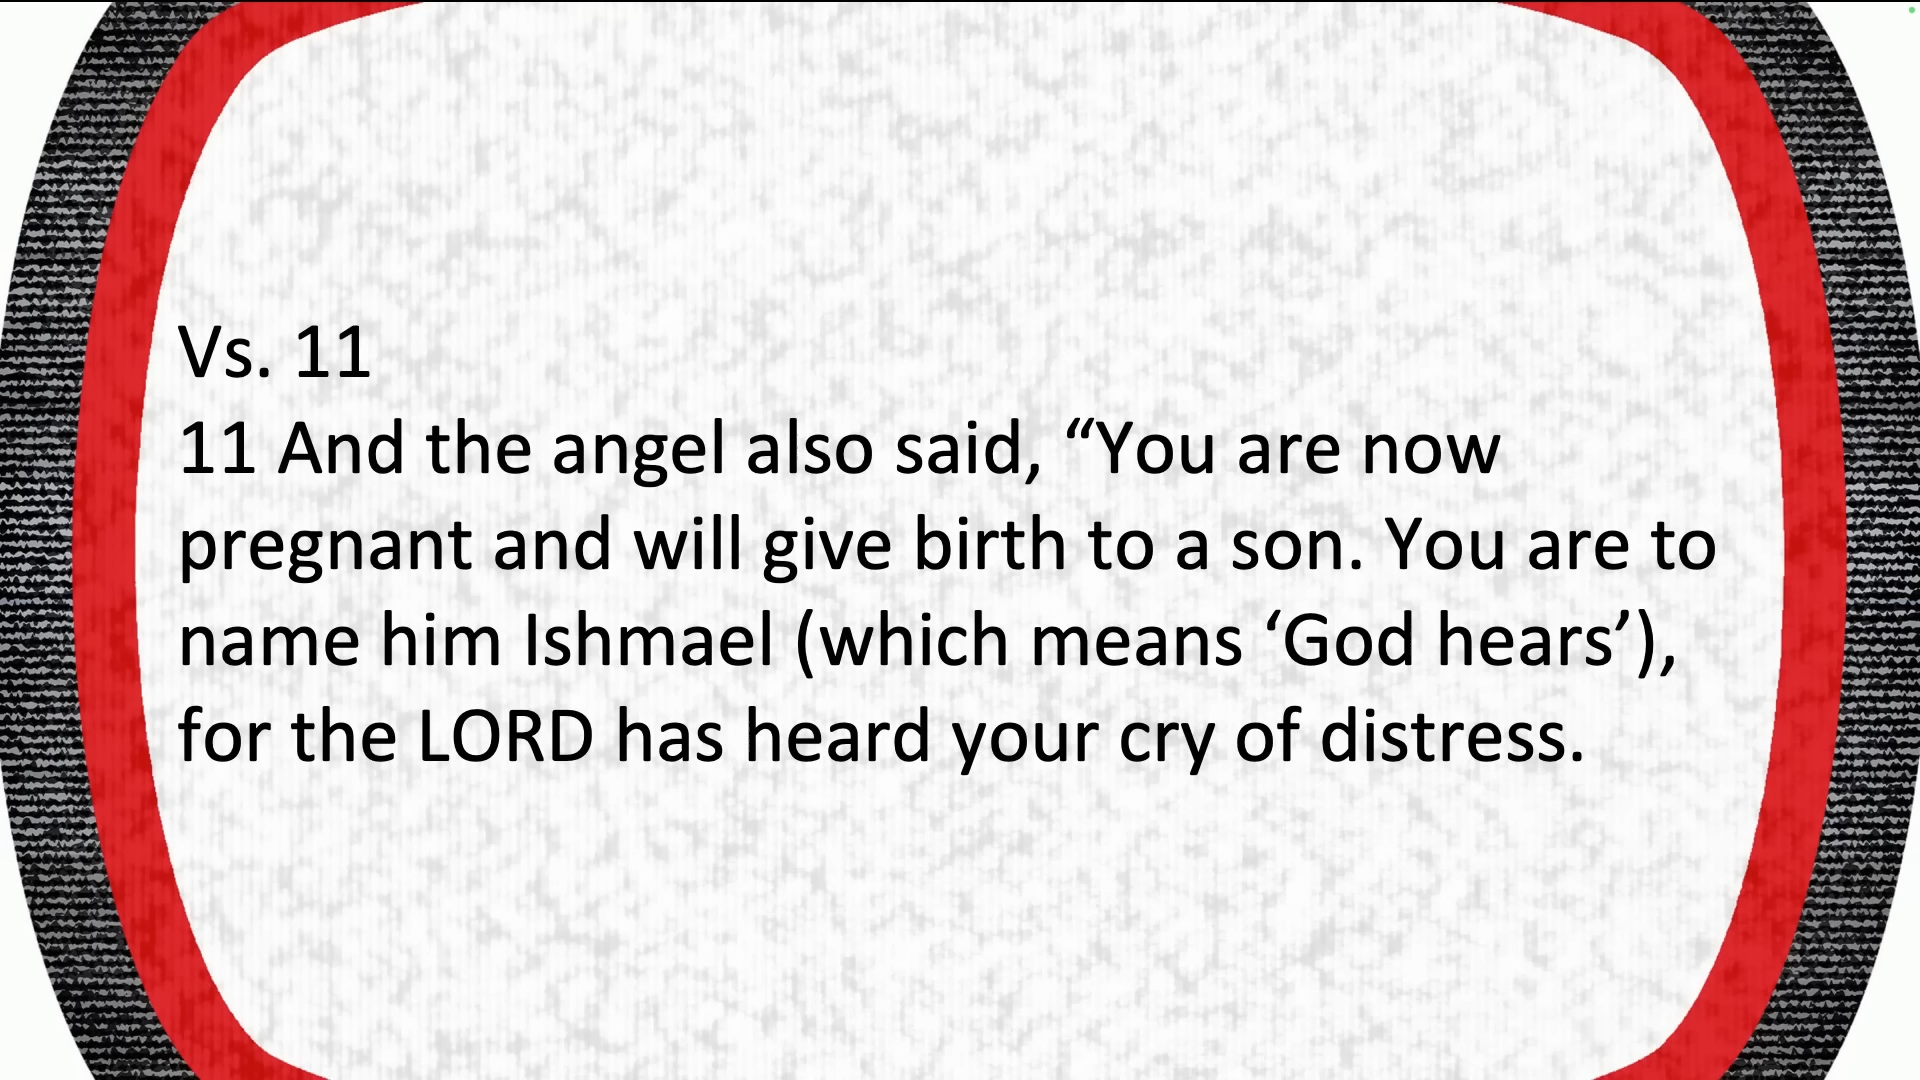 Vs. 11
11 And the angel also said, “You are now
pregnant and will give birth to a son. You are to
name him Ishmael (which means ‘God hears’),
for the LORD has heard your cry of distress.